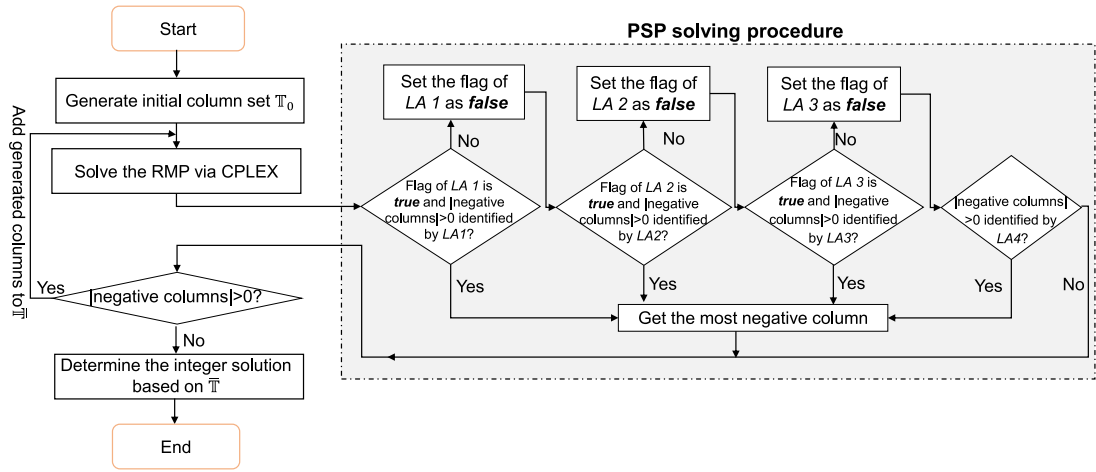 Start
Generate initial column set 𝕋₀
Solve the RMP via CPLEX
Add generated columns to 𝕋̅
Yes
|negative columns|>0?
No
Determine the integer solution
based on 𝕋̅
End
PSP solving procedure
Set the flag of
LA 1 as false
Set the flag of
LA 2 as false
Set the flag of
LA 3 as false
No
No
No
Flag of LA 1 is
true and |negative
columns|>0 identified
by LA1?
Flag of LA 2 is
true and |negative
columns|>0 identified
by LA2?
Flag of LA 3 is
true and |negative
columns|>0 identified
by LA3?
|negative columns|
>0 identified by
LA4?
Yes
Yes
Yes
Yes
No
Get the most negative column